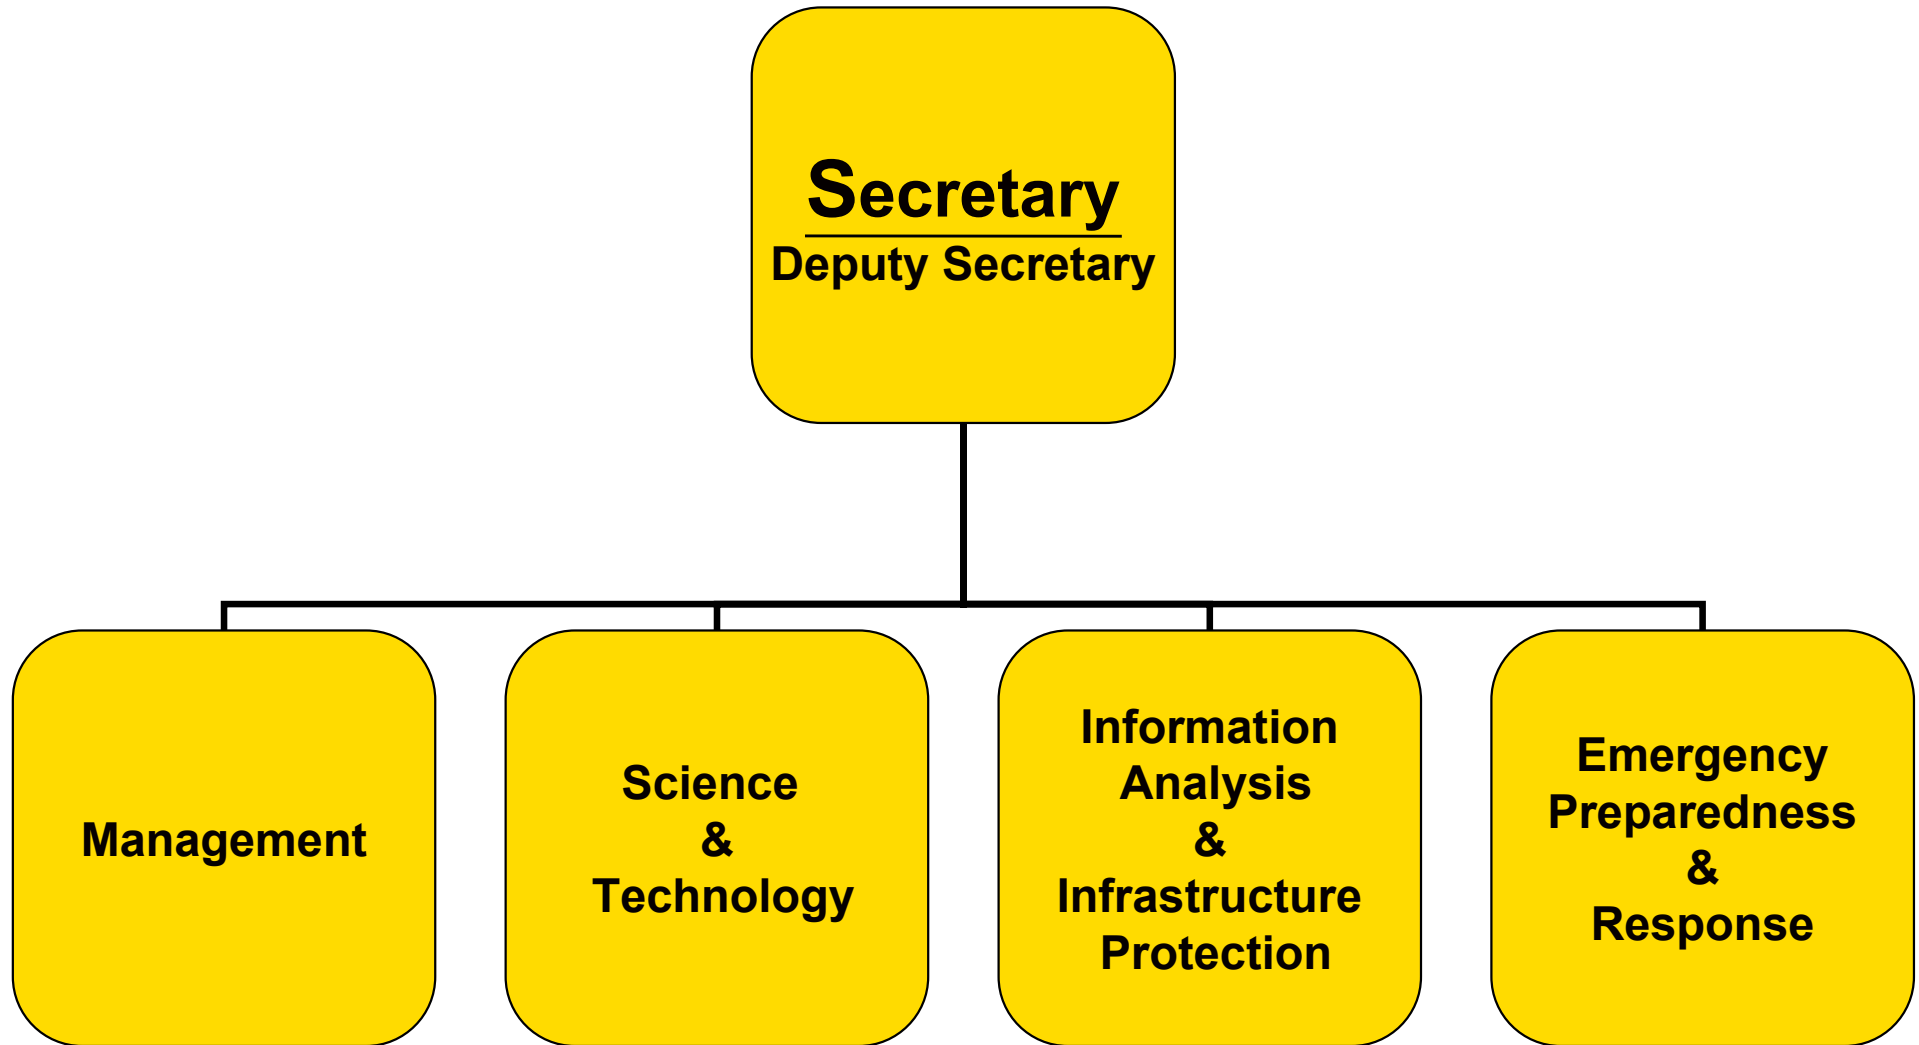 Secretary
Deputy Secretary
Management
Science
&
Technology
Information
Analysis
&
Infrastructure
Protection
Emergency
Preparedness
&
Response